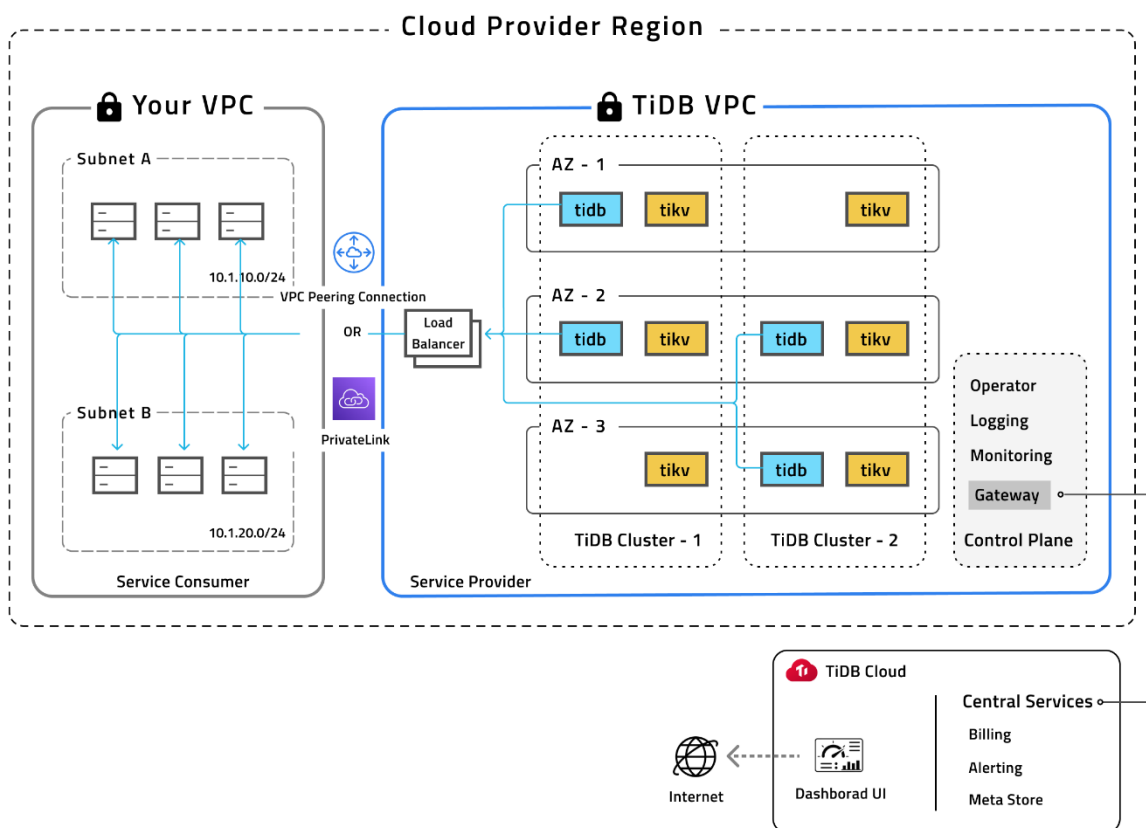 Cloud Provider Region
Your VPC
Subnet A
10.1.10.0/24
Subnet B
10.1.20.0/24
Service Consumer
VPC Peering Connection
OR
PrivateLink
TiDB VPC
Load
Balancer
AZ - 1
tidb
tikv
tikv
AZ - 2
tidb
tikv
tidb
tikv
AZ - 3
tikv
tidb
tikv
TiDB Cluster - 1
TiDB Cluster - 2
Operator
Logging
Monitoring
Gateway
Control Plane
Service Provider
TiDB Cloud
Internet
Dashborad UI
Central Services
Billing
Alerting
Meta Store